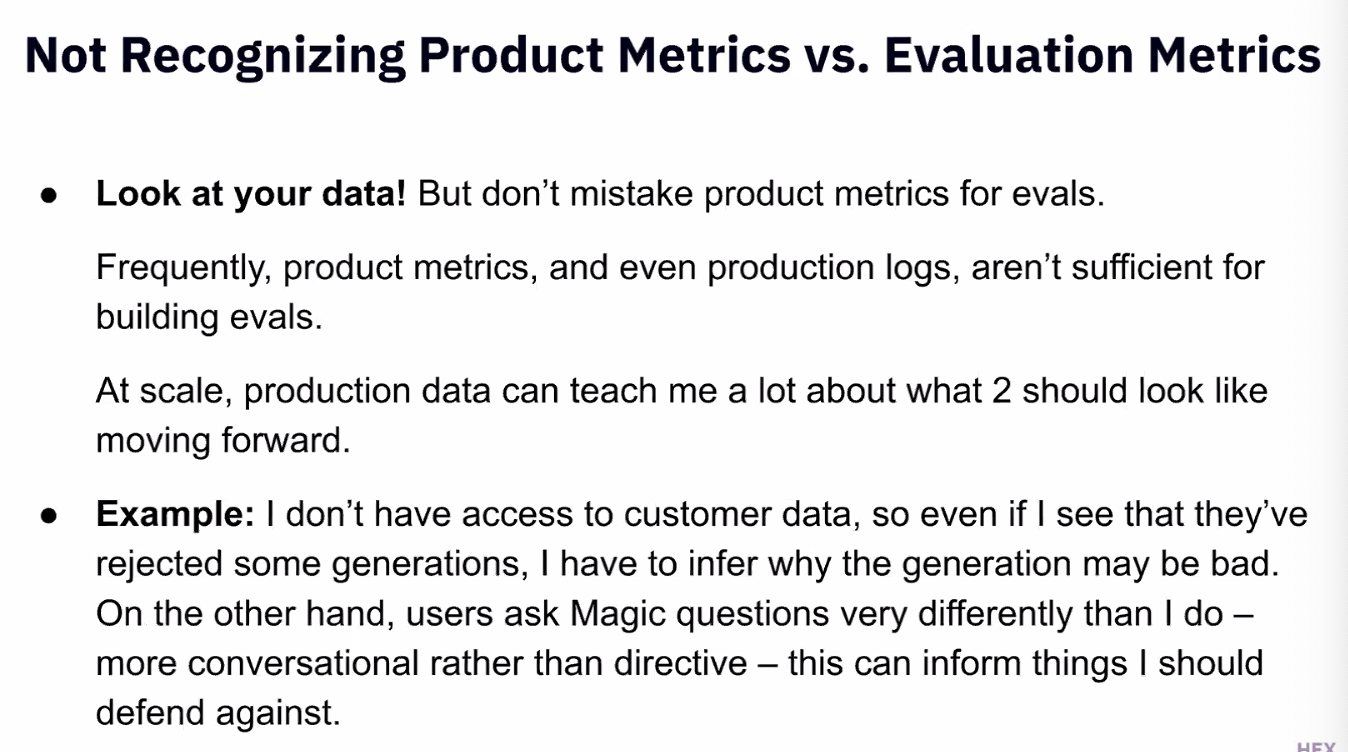 Not Recognizing Product Metrics vs. Evaluation Metrics
● Look at your data! But don’t mistake product metrics for evals.
Frequently, product metrics, and even production logs, aren’t sufficient for
building evals.
At scale, production data can teach me a lot about what 2 should look like
moving forward.
● Example: I don’t have access to customer data, so even if I see that they’ve
rejected some generations, I have to infer why the generation may be bad.
On the other hand, users ask Magic questions very differently than I do –
more conversational rather than directive – this can inform things I should
defend against.
HEX